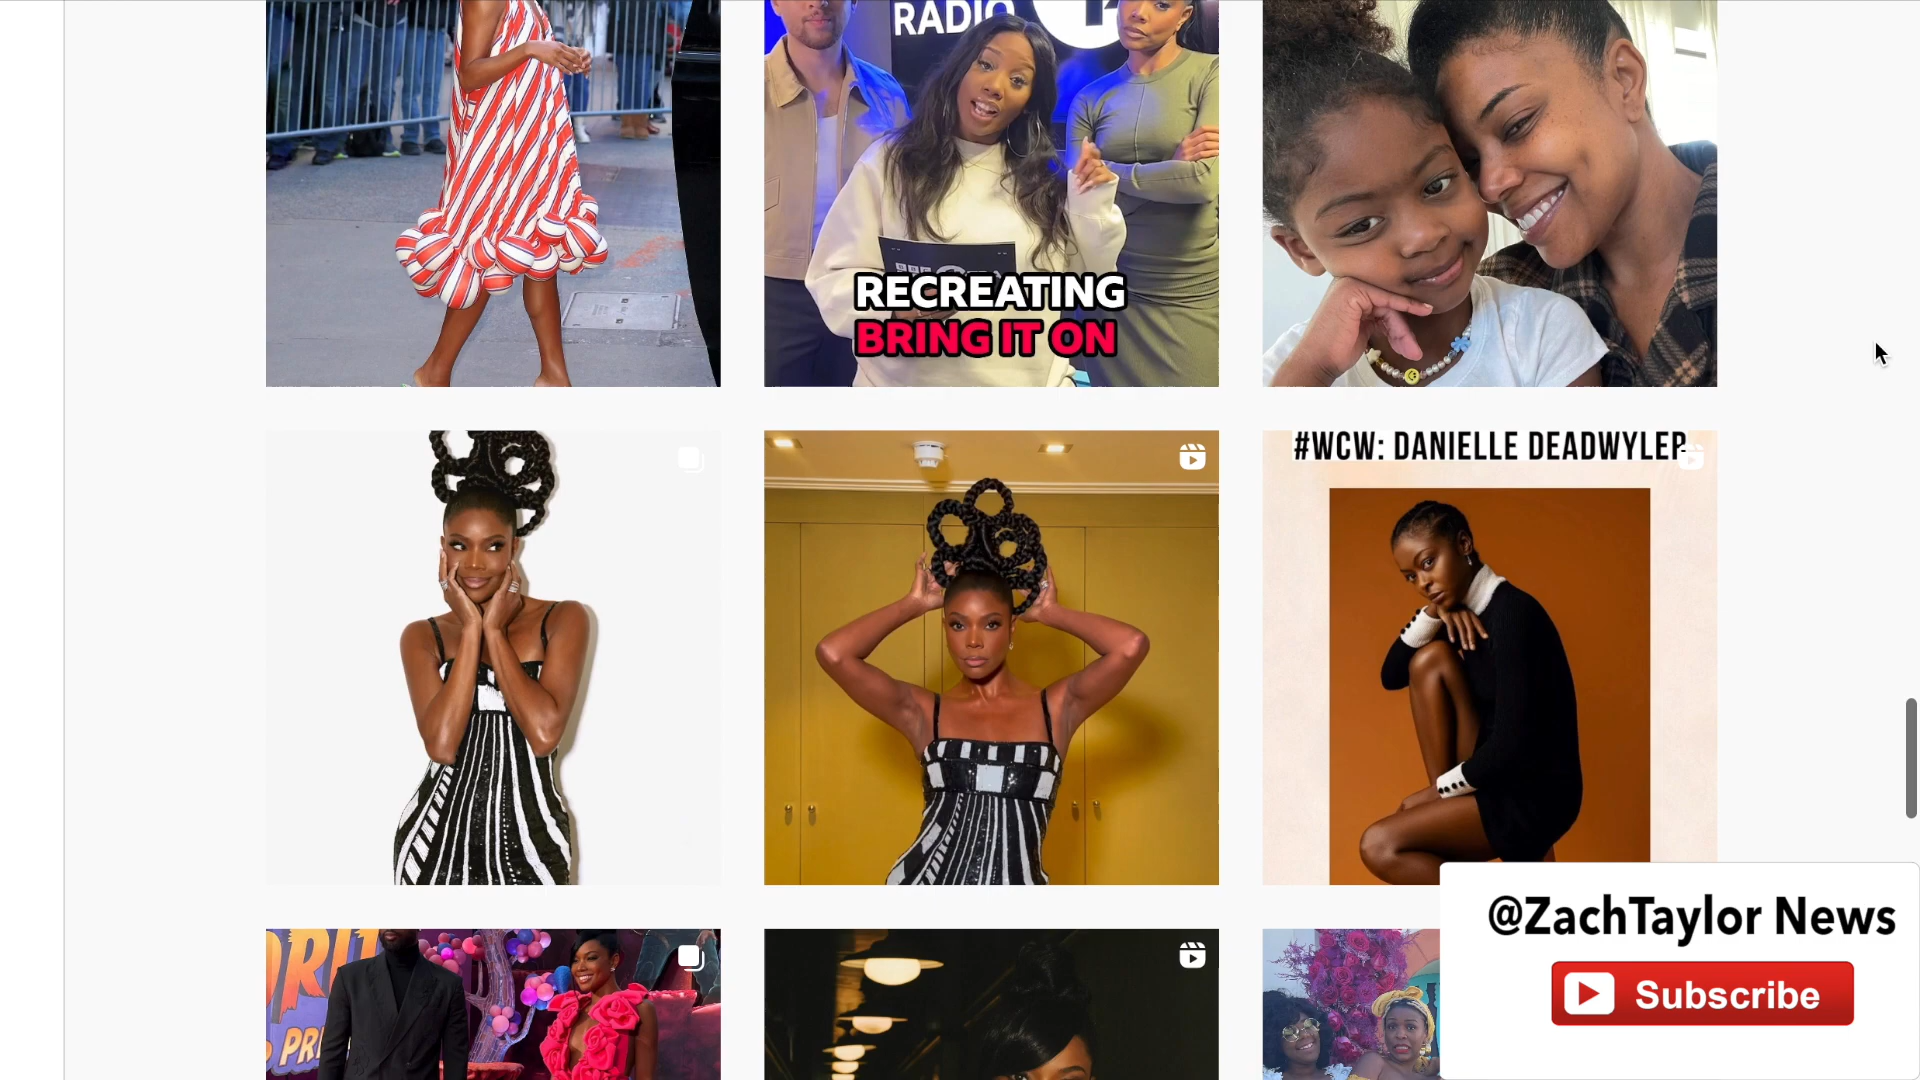 RADIO
RECREATING
BRING IT ON
#WCW: DANIELLE DEADWYLER
@ZachTaylor News
Subscribe